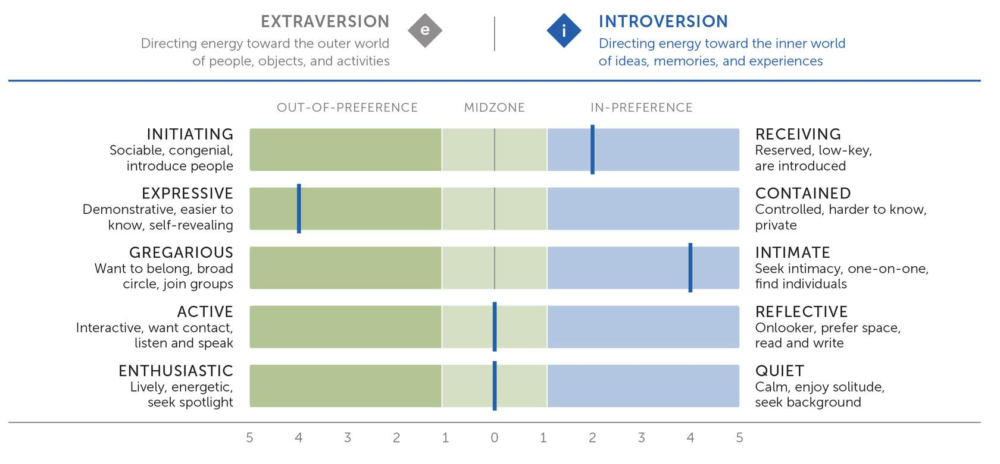 EXTRAVERSION
Directing energy toward the outer world
of people, objects, and activities
e
i
INTROVERSION
Directing energy toward the inner world
of ideas, memories, and experiences
OUT-OF-PREFERENCE MIDZONE IN-PREFERENCE
INITIATING
Sociable, congenial,
introduce people
RECEIVING
Reserved, low-key,
are introduced
EXPRESSIVE
Demonstrative, easier to
know, self-revealing
CONTAINED
Controlled, harder to know,
private
GREGARIOUS
Want to belong, broad
circle, join groups
INTIMATE
Seek intimacy, one-on-one,
find individuals
ACTIVE
Interactive, want contact,
listen and speak
REFLECTIVE
Onlooker, prefer space,
read and write
ENTHUSIASTIC
Lively, energetic,
seek spotlight
QUIET
Calm, enjoy solitude,
seek background
5 4 3 2 1 0 1 2 3 4 5